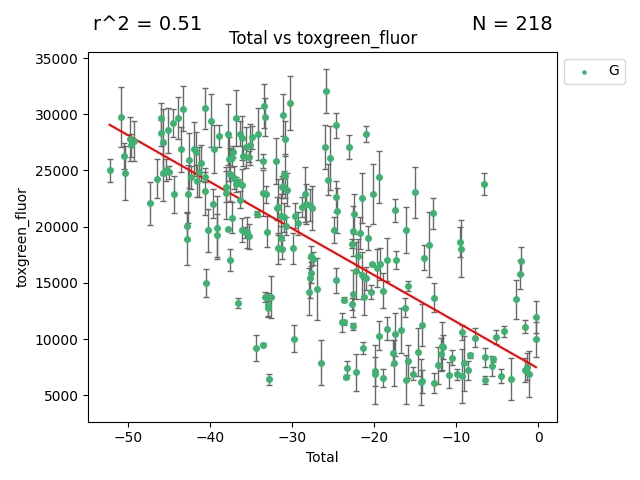 r^2 = 0.51
N = 218
Total vs toxgreen_fluor
G
35000
30000
25000
20000
15000
10000
5000
toxgreen_fluor
−50
−40
−30
−20
−10
0
Total